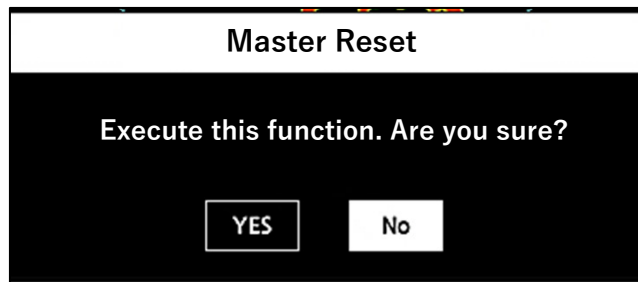 Master Reset
Execute this function. Are you sure?
YES No